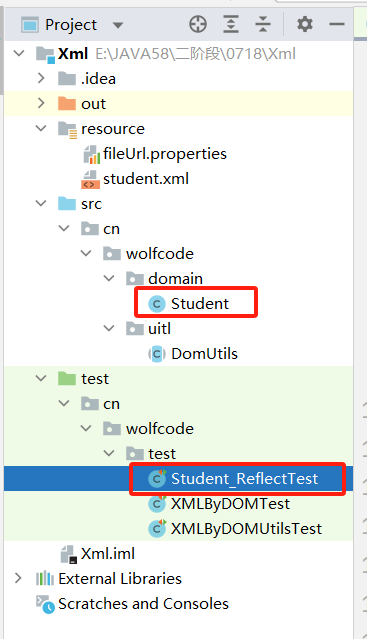 Project
Xml E:\JAVA58\二阶段\0718\Xml
.idea
out
resource
fileUrl.properties
student.xml
src
cn
wolfcode
domain
Student
uitl
DomUtils
test
cn
wolfcode
test
Student_ReflectTest
XMLByDOMTest
XMLByDOMUtilsTest
Xml.iml
External Libraries
Scratches and Consoles